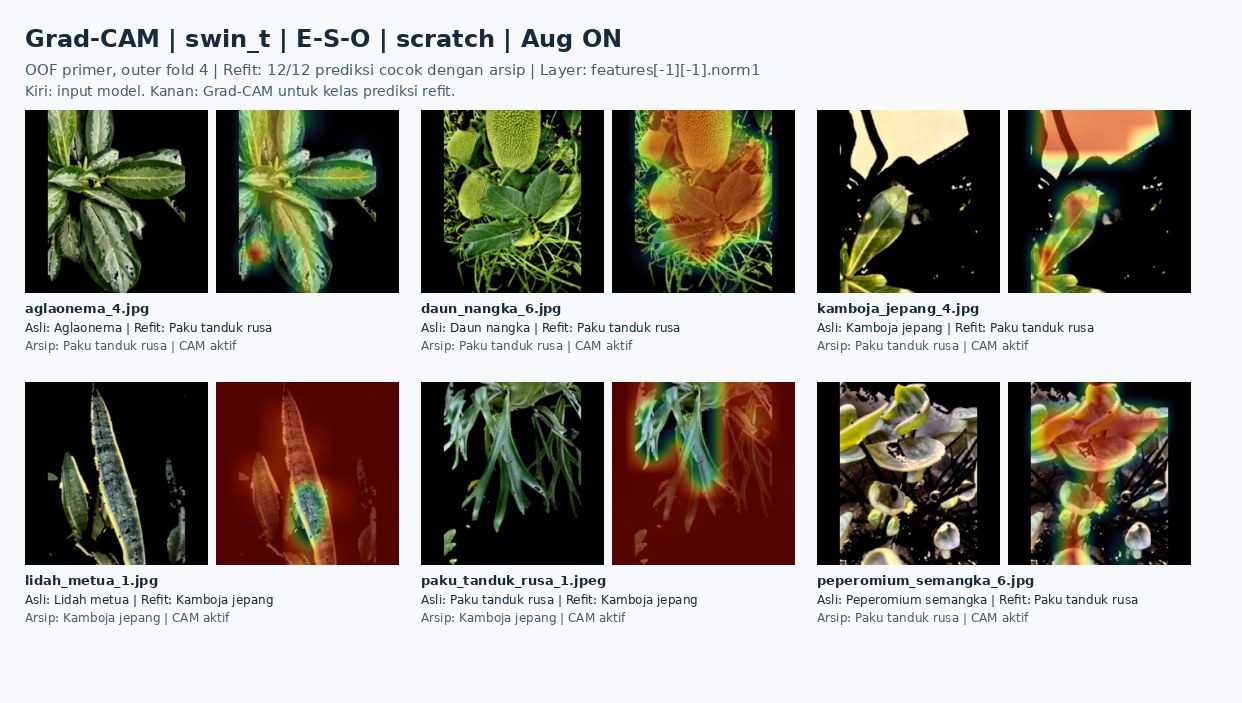 Grad-CAM | swin_t | E-S-O | scratch | Aug ON
OOF primer, outer fold 4 | Refit: 12/12 prediksi cocok dengan arsip | Layer: features[-1][-1].norm1
Kiri: input model. Kanan: Grad-CAM untuk kelas prediksi refit.
aglaonema_4.jpg
Asli: Aglaonema | Refit: Paku tanduk rusa
Arsip: Paku tanduk rusa | CAM aktif
daun_nangka_6.jpg
Asli: Daun nangka | Refit: Paku tanduk rusa
Arsip: Paku tanduk rusa | CAM aktif
kamboja_jepang_4.jpg
Asli: Kamboja jepang | Refit: Paku tanduk rusa
Arsip: Paku tanduk rusa | CAM aktif
lidah_metua_1.jpg
Asli: Lidah metua | Refit: Kamboja jepang
Arsip: Kamboja jepang | CAM aktif
paku_tanduk_rusa_1.jpeg
Asli: Paku tanduk rusa | Refit: Kamboja jepang
Arsip: Kamboja jepang | CAM aktif
peperomium_semangka_6.jpg
Asli: Peperomium semangka | Refit: Paku tanduk rusa
Arsip: Paku tanduk rusa | CAM aktif